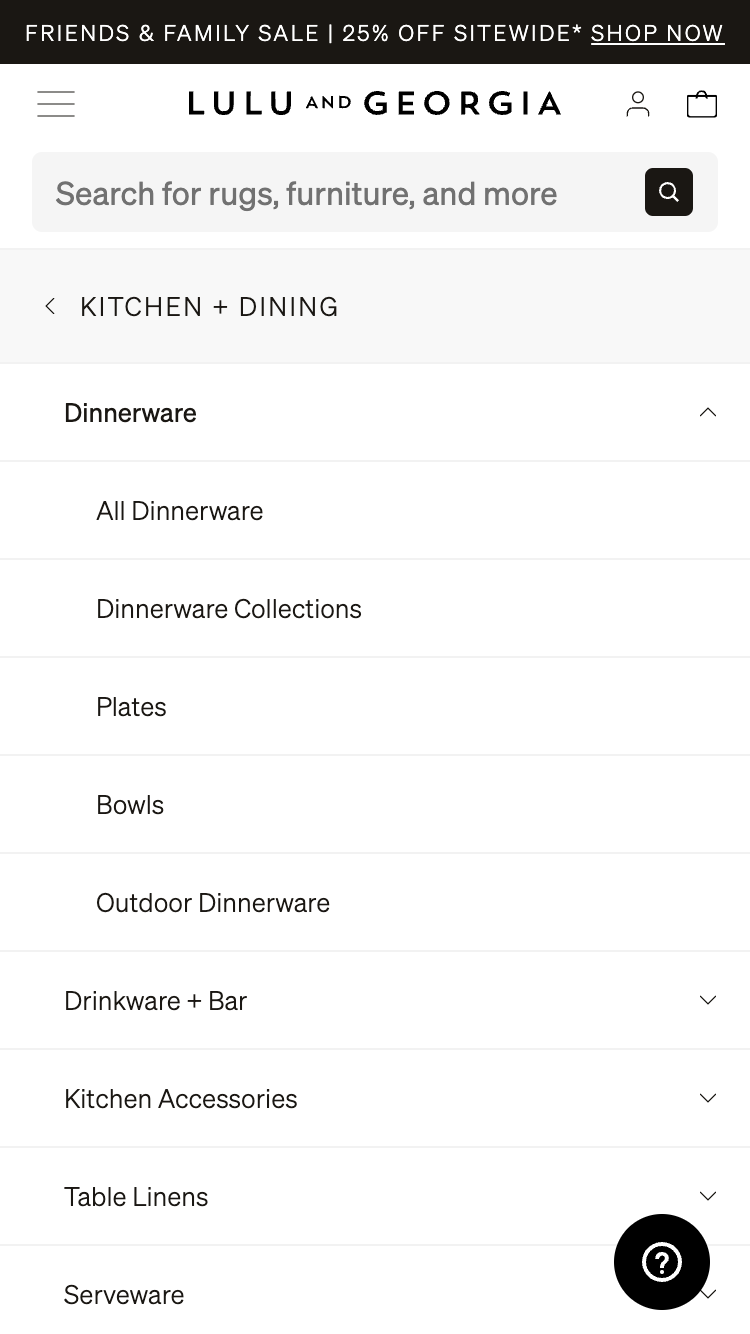 FRIENDS & FAMILY SALE | 25% OFF SITEWIDE* SHOP NOW
LULU AND GEORGIA
Search for rugs, furniture, and more
KITCHEN + DINING
Dinnerware
All Dinnerware
Dinnerware Collections
Plates
Bowls
Outdoor Dinnerware
Drinkware + Bar
Kitchen Accessories
Table Linens
Serveware
?